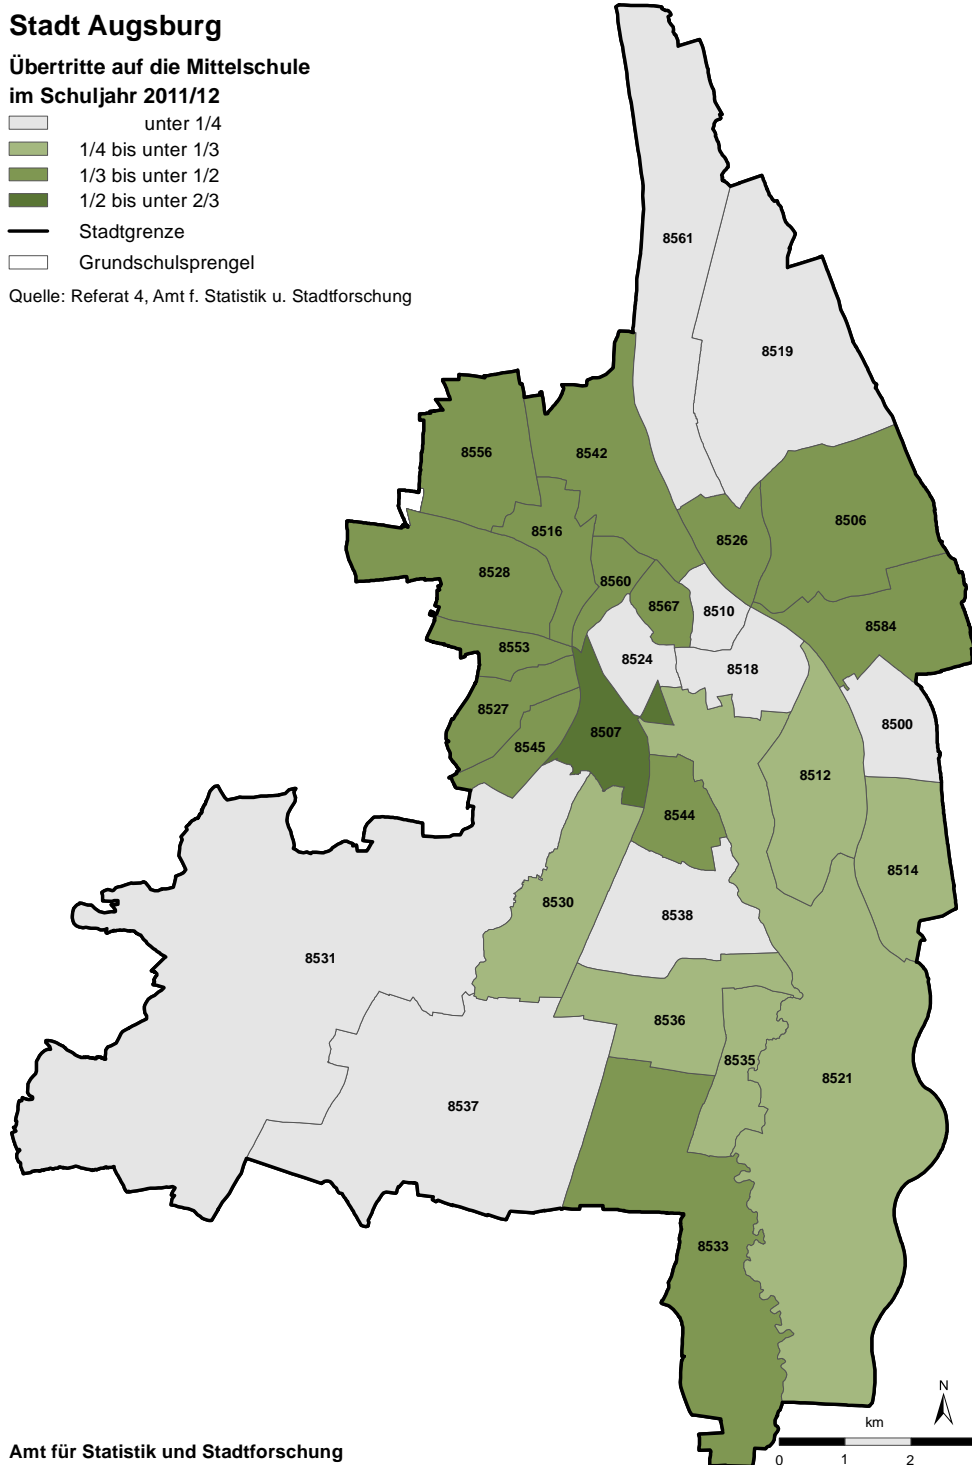 Stadt Augsburg
Übertritte auf die Mittelschule
im Schuljahr 2011/12
unter 1/4
1/4 bis unter 1/3
1/3 bis unter 1/2
1/2 bis unter 2/3
Stadtgrenze
Grundschulsprengel
Quelle: Referat 4, Amt f. Statistik u. Stadtforschung
8561
8519
8556
8542
8506
8516
8526
8528
8560
8567
8510
8584
8553
8524
8518
8527
8500
8507
8545
8512
8544
8514
8530
8538
8531
8536
8535
8521
8537
8533
N
km
0 1 2
Amt für Statistik und Stadtforschung